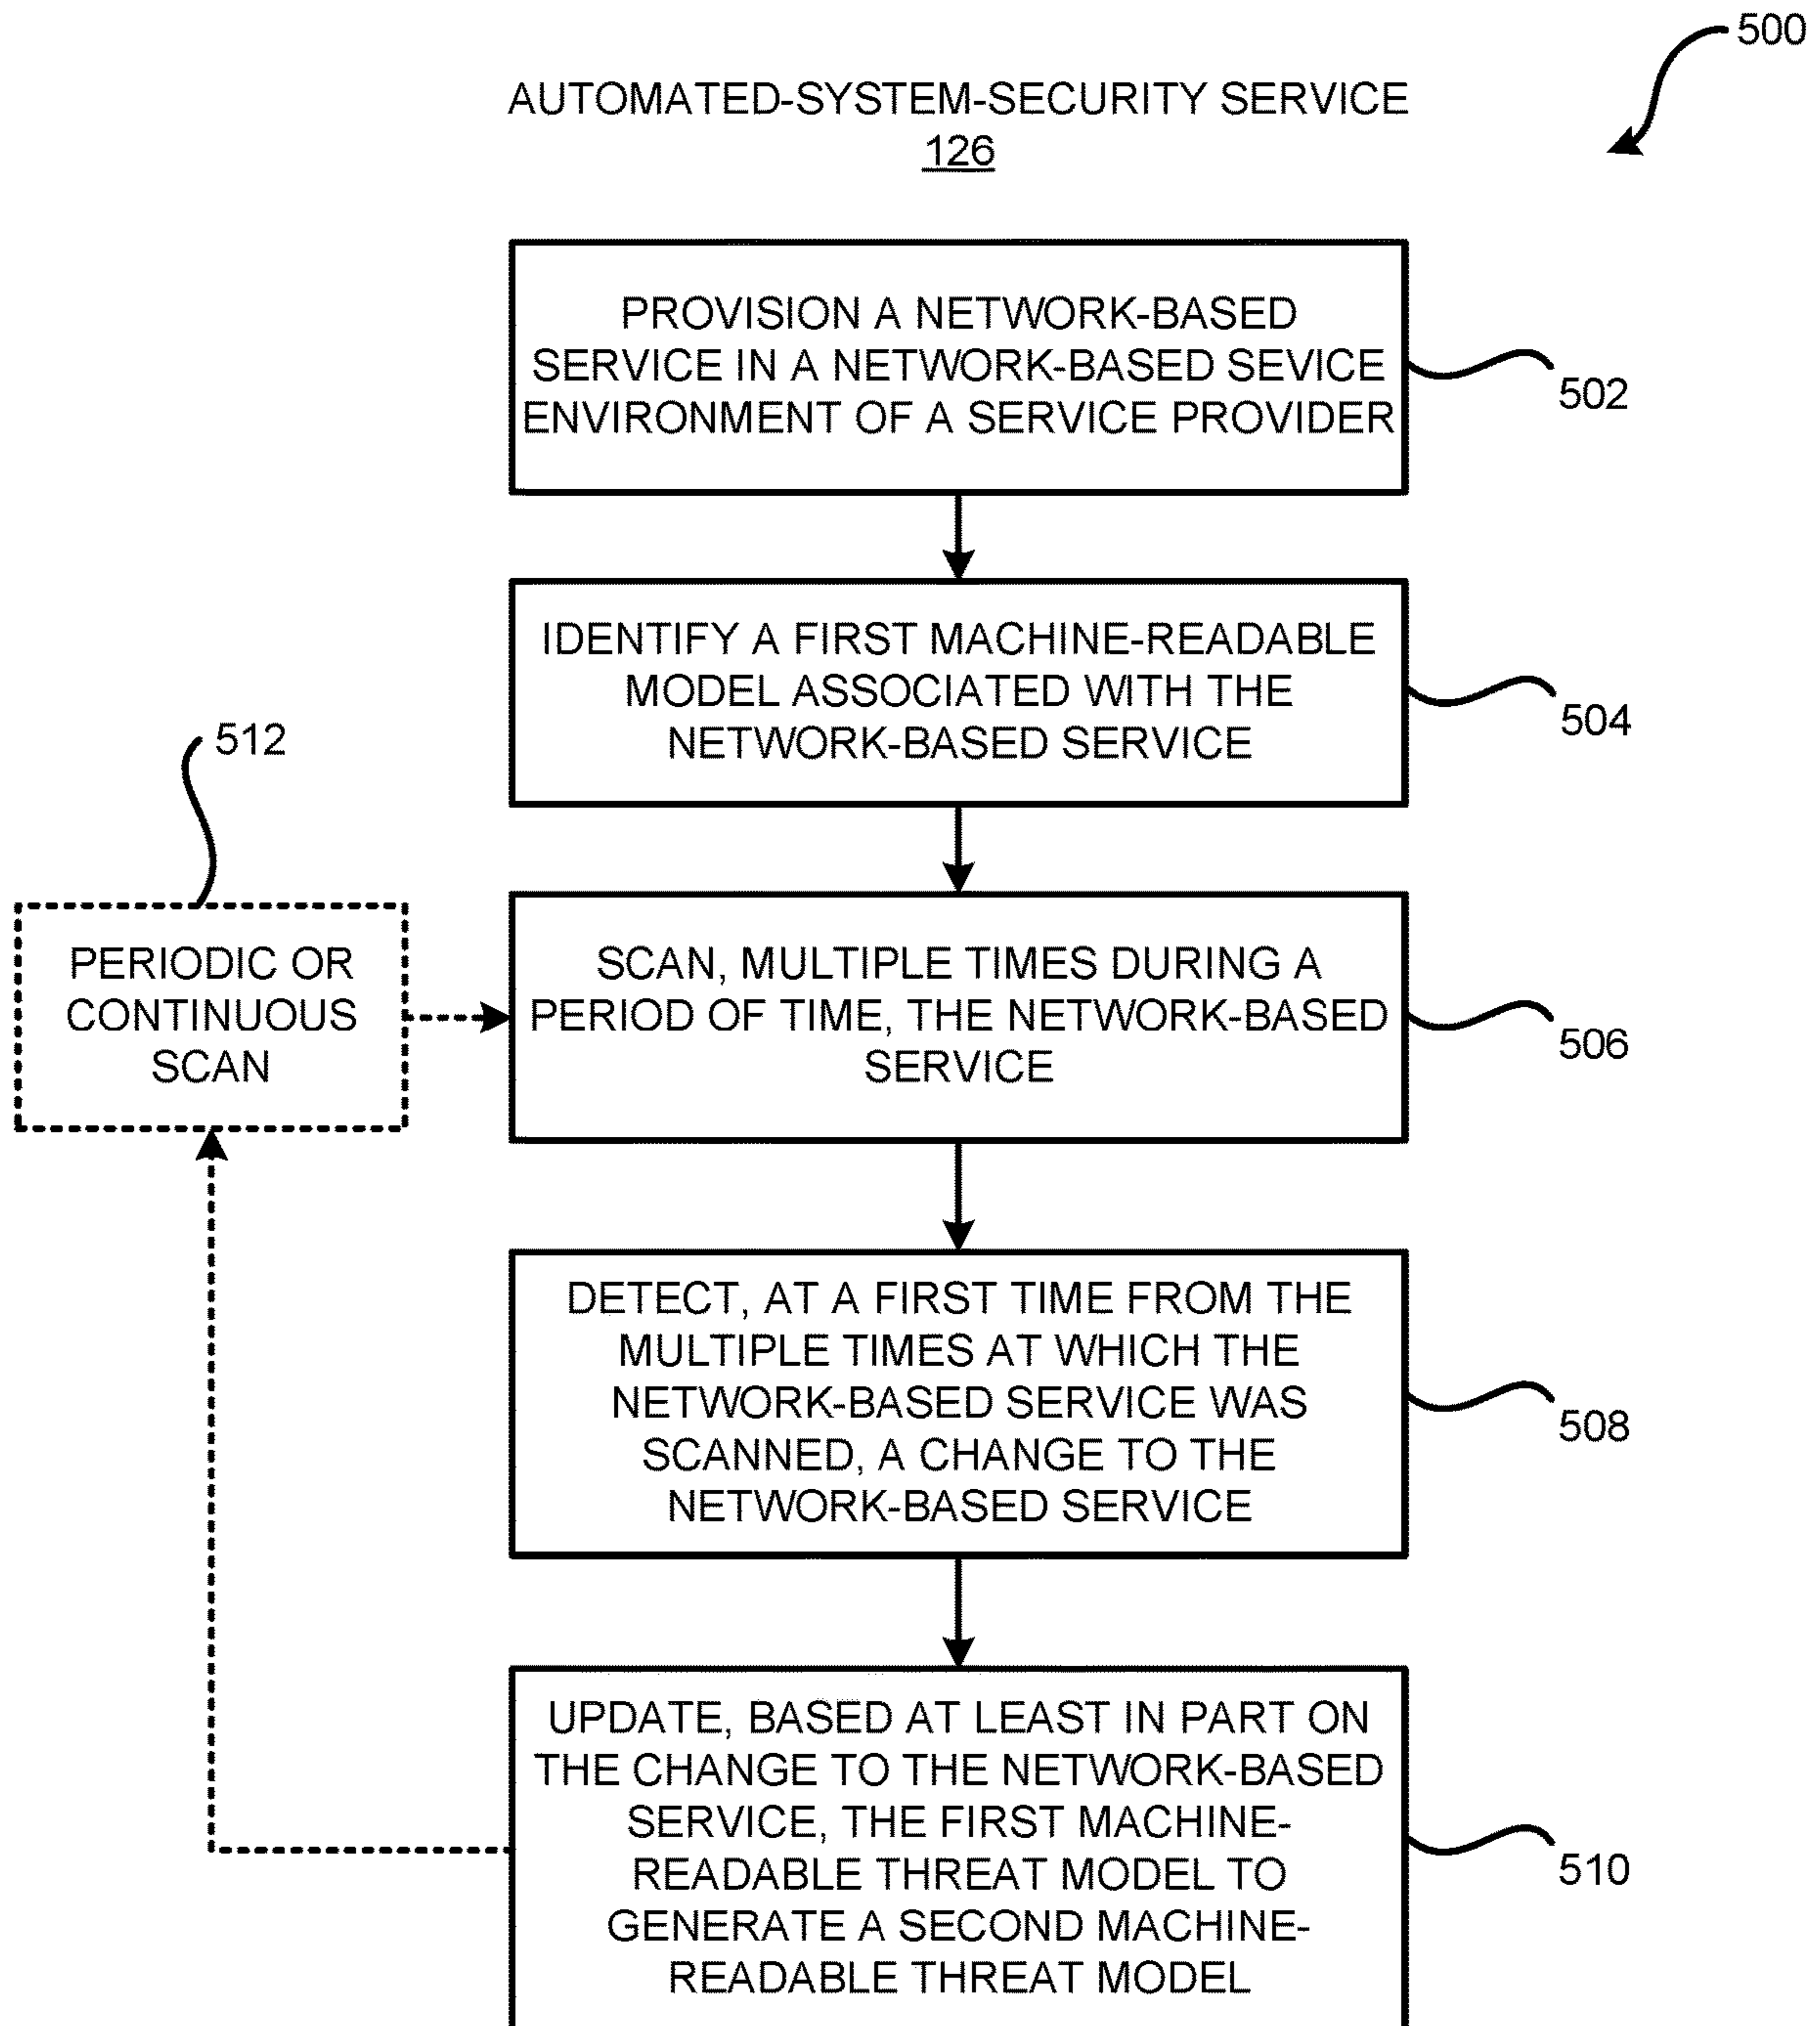 500
AUTOMATED-SYSTEM-SECURITY SERVICE
126
PROVISION A NETWORK-BASED
SERVICE IN A NETWORK-BASED SEVICE
ENVIRONMENT OF A SERVICE PROVIDER
502
IDENTIFY A FIRST MACHINE-READABLE
MODEL ASSOCIATED WITH THE
NETWORK-BASED SERVICE
504
512
PERIODIC OR
CONTINUOUS
SCAN
SCAN, MULTIPLE TIMES DURING A
PERIOD OF TIME, THE NETWORK-BASED
SERVICE
506
DETECT, AT A FIRST TIME FROM THE
MULTIPLE TIMES AT WHICH THE
NETWORK-BASED SERVICE WAS
SCANNED, A CHANGE TO THE
NETWORK-BASED SERVICE
508
UPDATE, BASED AT LEAST IN PART ON
THE CHANGE TO THE NETWORK-BASED
SERVICE, THE FIRST MACHINE-
READABLE THREAT MODEL TO
GENERATE A SECOND MACHINE-
READABLE THREAT MODEL
510